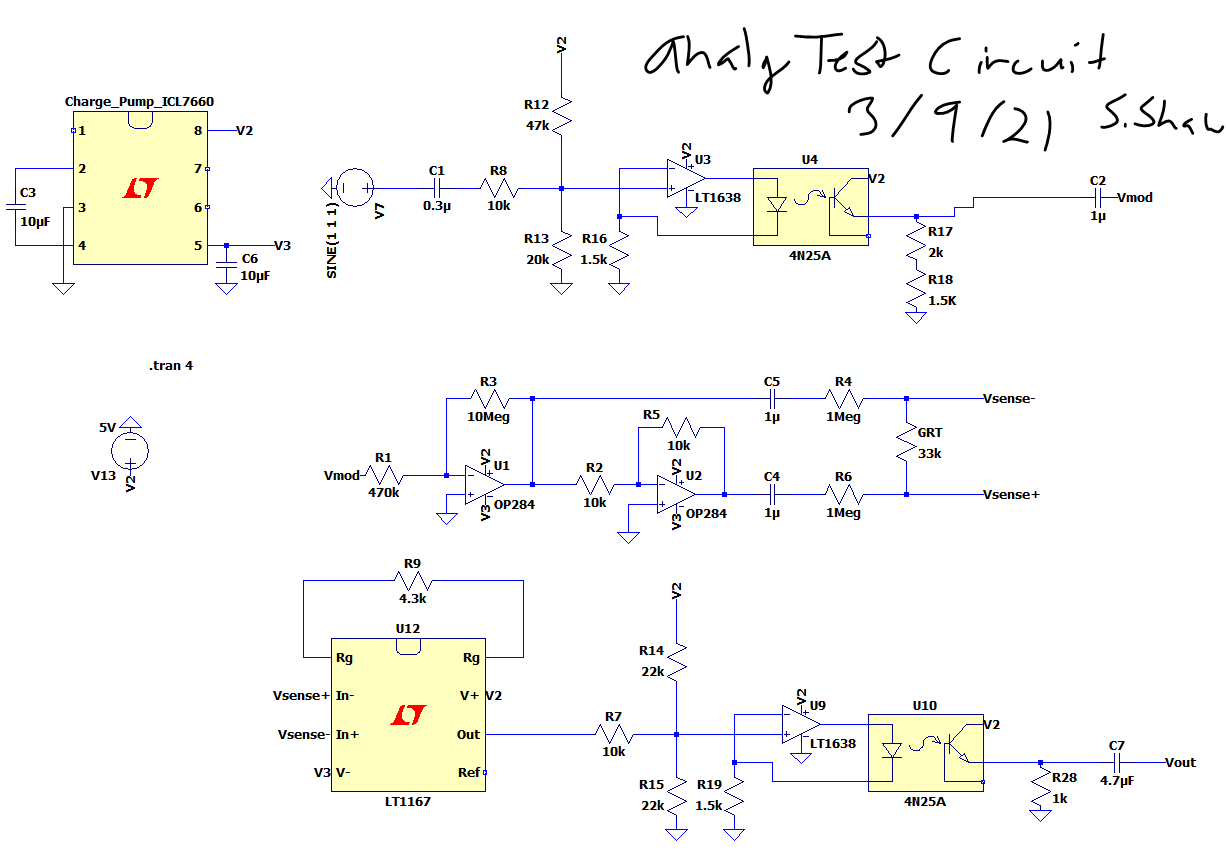 Analy Test Circuit
3/9/21 S.Shaw
Charge_Pump_ICL7660
1 8 V2
2 7
3 6
4 5 V3
C3
10µF
C6
10µF
V2
R12
47k
SINE(1 1 1)
V7
C1
0.3µ
R8
10k
R13
20k
R16
1.5k
V2
U3
LT1638
U4
V2
4N25A
R17
2k
R18
1.5K
C2
1µ
Vmod
.tran 4
5V
V13
V2
Vmod
R1
470k
R3
10Meg
V2
U1
V3
OP284
R2
10k
R5
10k
V2
U2
V3
OP284
C5
1µ
R4
1Meg
Vsense-
GRT
33k
C4
1µ
R6
1Meg
Vsense+
R9
4.3k
U12
Rg Rg
Vsense+ In- V+ V2
Vsense- In+ Out
V3 V- Ref
LT1167
R7
10k
V2
R14
22k
R15
22k
R19
1.5k
V2
U9
LT1638
U10
V2
4N25A
R28
1k
C7
4.7µF
Vout